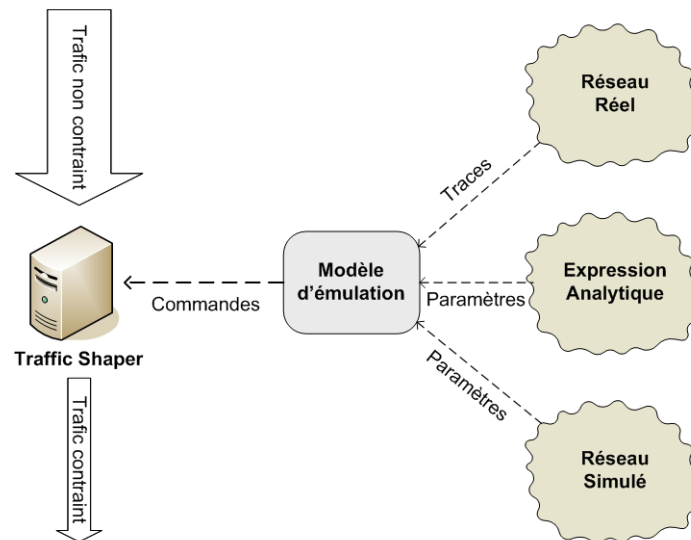 Trafic non contraint
Réseau
Réel
Traces
Modèle
d'émulation
Expression
Analytique
Commandes
Paramètres
Traffic Shaper
Paramètres
Trafic contraint
Réseau
Simulé